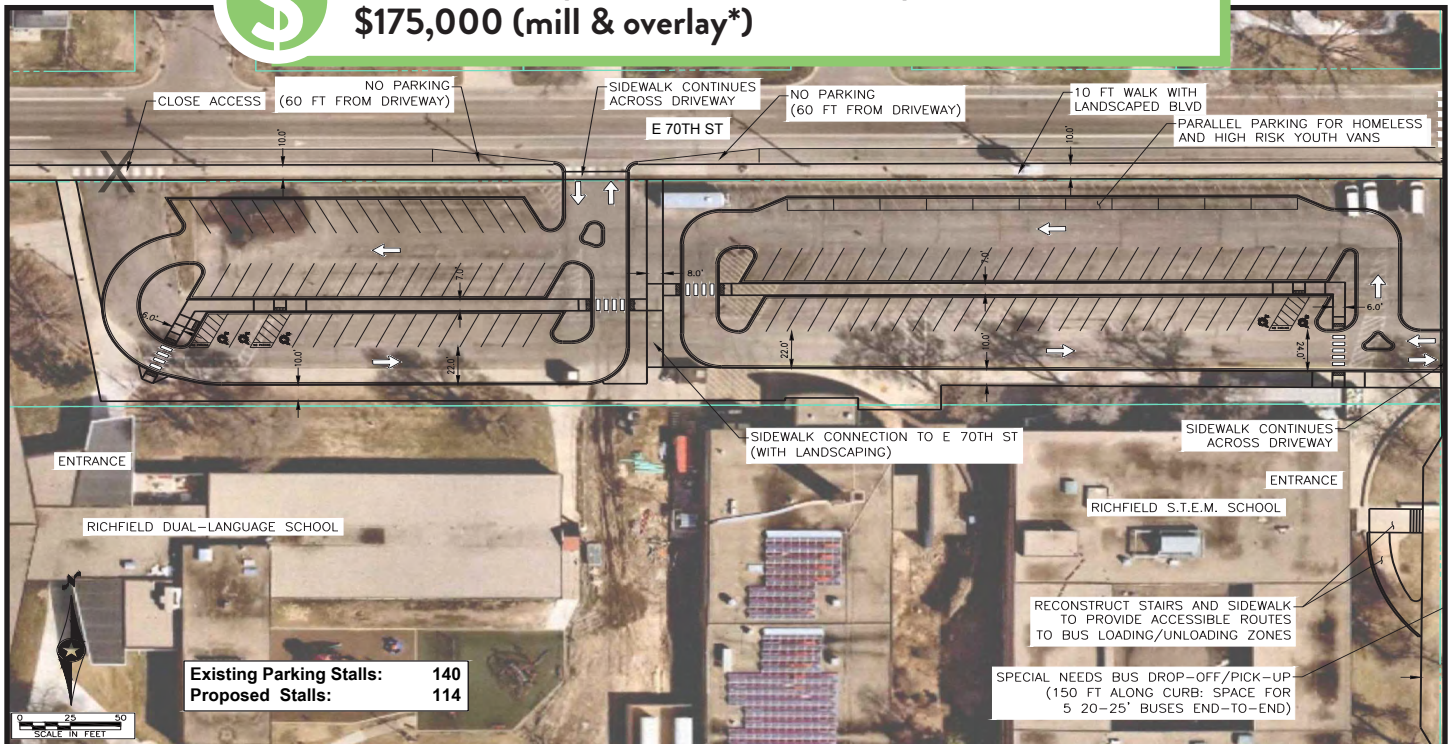 $
$175,000 (mill & overlay*)
CLOSE ACCESS
NO PARKING
(60 FT FROM DRIVEWAY)
SIDEWALK CONTINUES
ACROSS DRIVEWAY
E 70TH ST
NO PARKING
(60 FT FROM DRIVEWAY)
10 FT WALK WITH
LANDSCAPED BLVD
PARALLEL PARKING FOR HOMELESS
AND HIGH RISK YOUTH VANS
10.0'
10.0'
7.0'
8.0'
7.0'
6.0'
6.0'
10.0'
22.0'
22.0'
10.0'
24.0'
SIDEWALK CONNECTION TO E 70TH ST
(WITH LANDSCAPING)
SIDEWALK CONTINUES
ACROSS DRIVEWAY
ENTRANCE
ENTRANCE
RICHFIELD DUAL-LANGUAGE SCHOOL
RICHFIELD S.T.E.M. SCHOOL
RECONSTRUCT STAIRS AND SIDEWALK
TO PROVIDE ACCESSIBLE ROUTES
TO BUS LOADING/UNLOADING ZONES
SPECIAL NEEDS BUS DROP-OFF/PICK-UP
(150 FT ALONG CURB: SPACE FOR
5 20-25' BUSES END-TO-END)
Existing Parking Stalls: 140
Proposed Stalls: 114
N
0 25 50
SCALE IN FEET